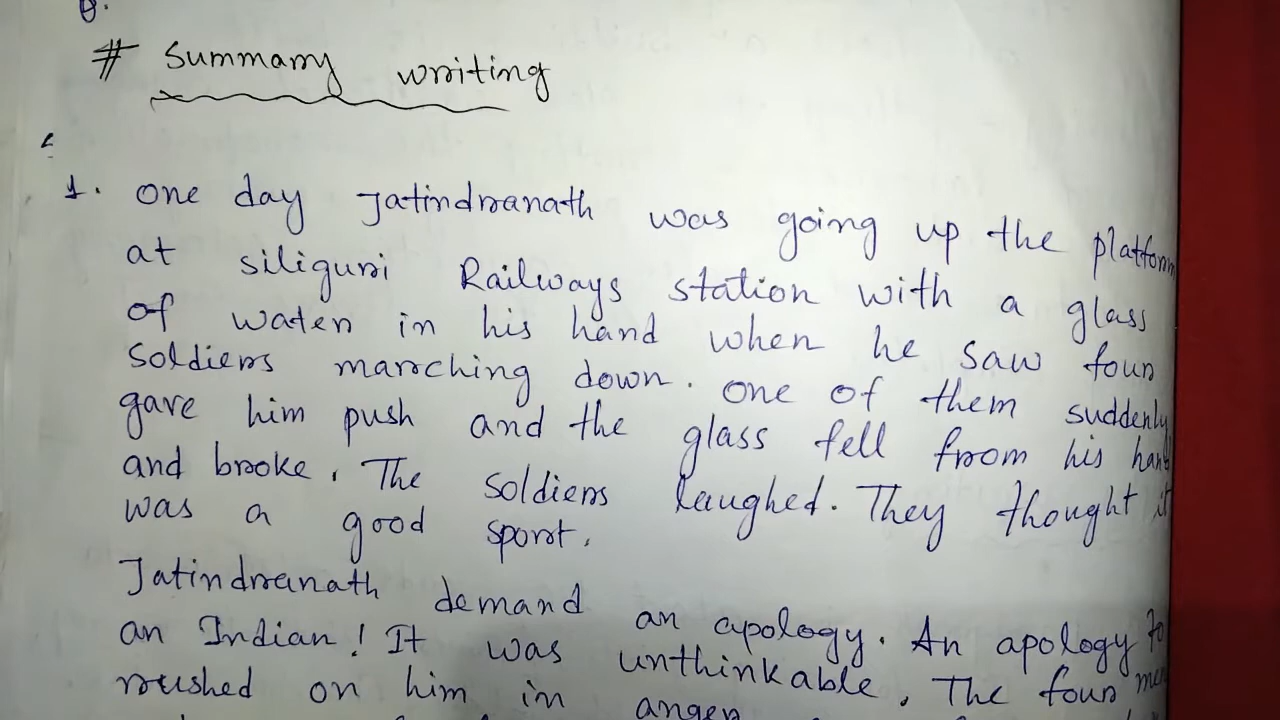 # Summary writing
1. One day Jatindranath was going up the platform
at siliguri Railways station with a glass
of water in his hand when he saw four
soldiers marching down. One of them suddenly
gave him push and the glass fell from his hand
and broke. The soldiers laughed. They thought it
was a good sport.
Jatindranath demand an apology. An apology to
an Indian! It was unthinkable. The four men
rushed on him in anger